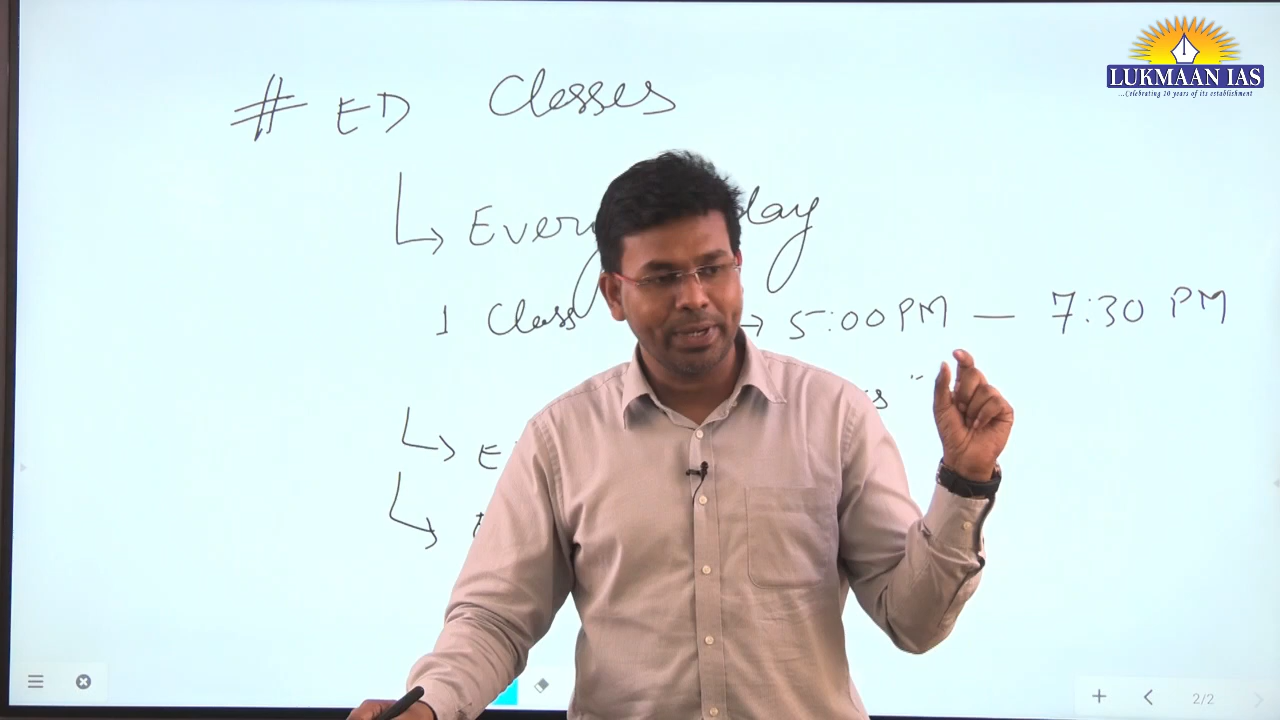 LUKMAAN IAS
...Celebrating 10 years of its establishment
# ED Classes
↳ Every day
1 Class → 5:00 PM — 7:30 PM
2/2